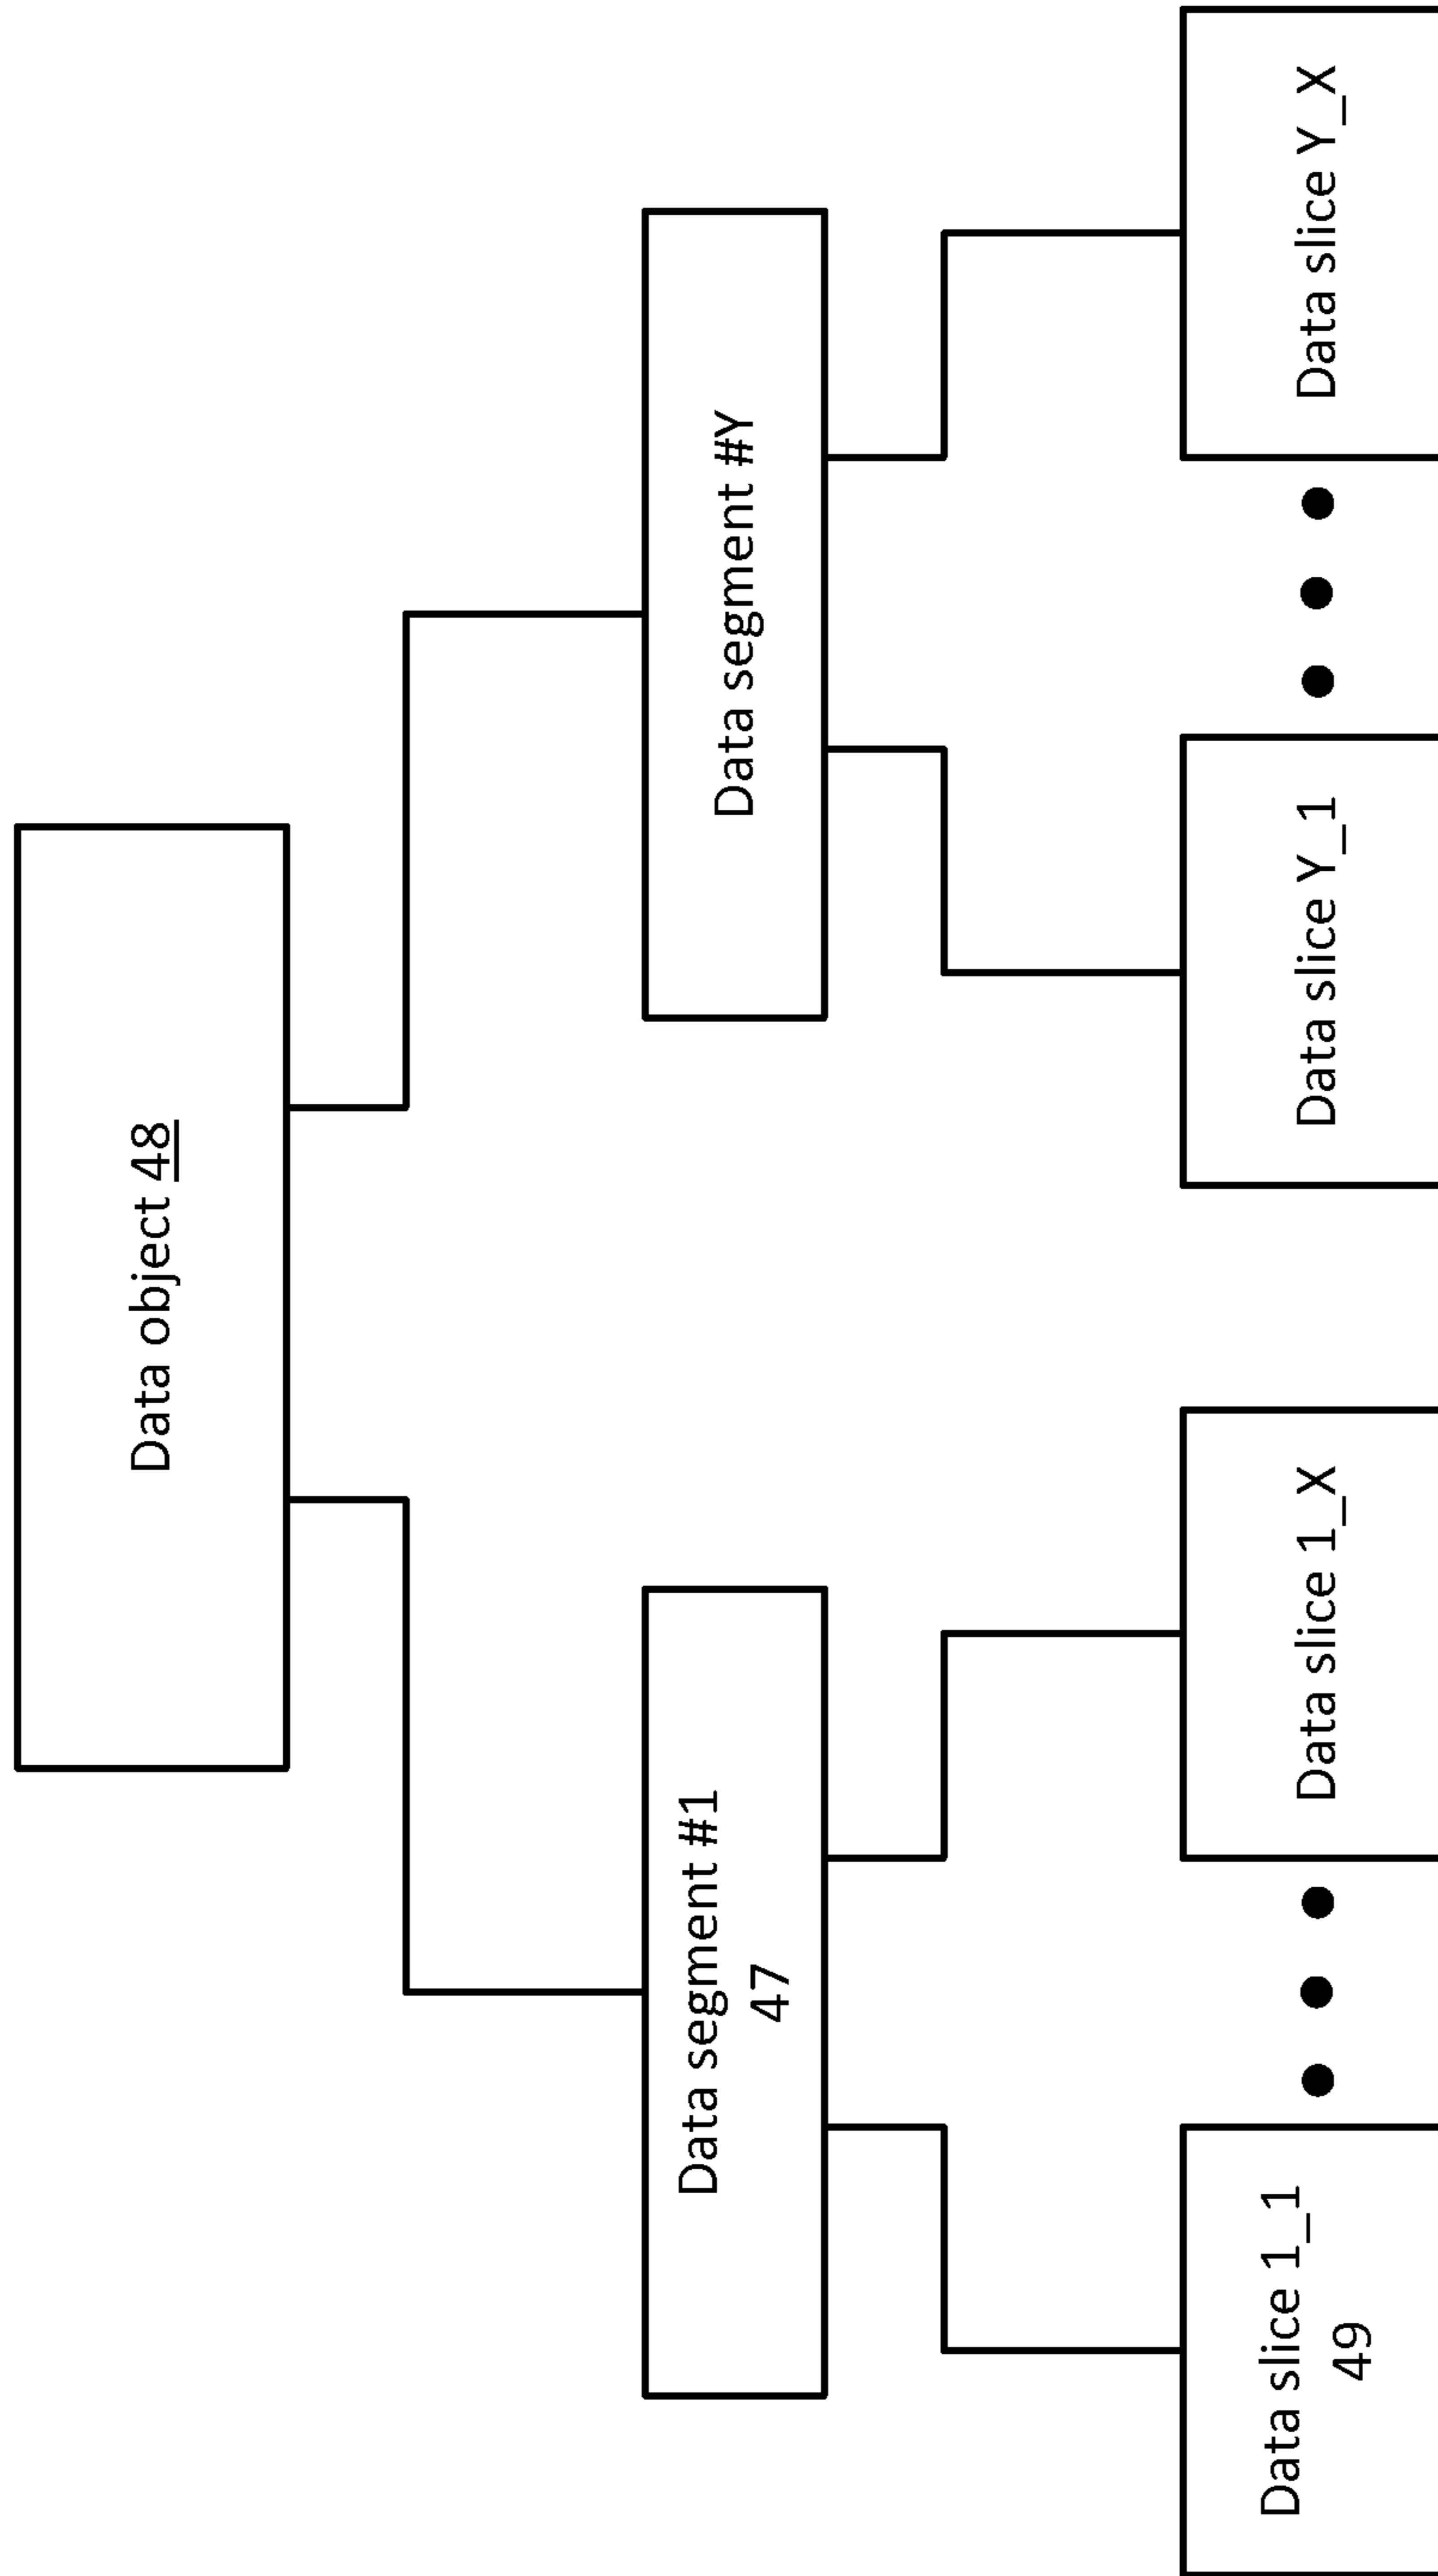 Data object 48
Data segment #1
47
Data segment #Y
Data slice 1_1
49
Data slice 1_X
Data slice Y_1
Data slice Y_X